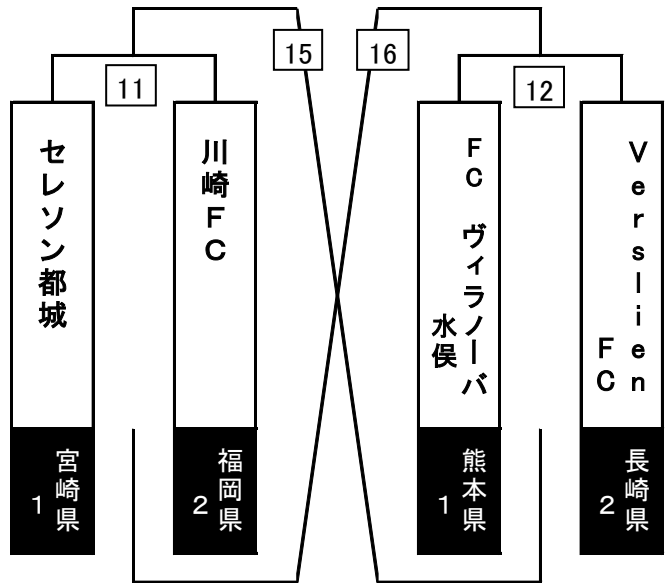 15
16
11
12
セレソン都城
川崎FC
FC ヴィラノーバ
水俣
Verslien
FC
宮崎県
1
福岡県
2
熊本県
1
長崎県
2